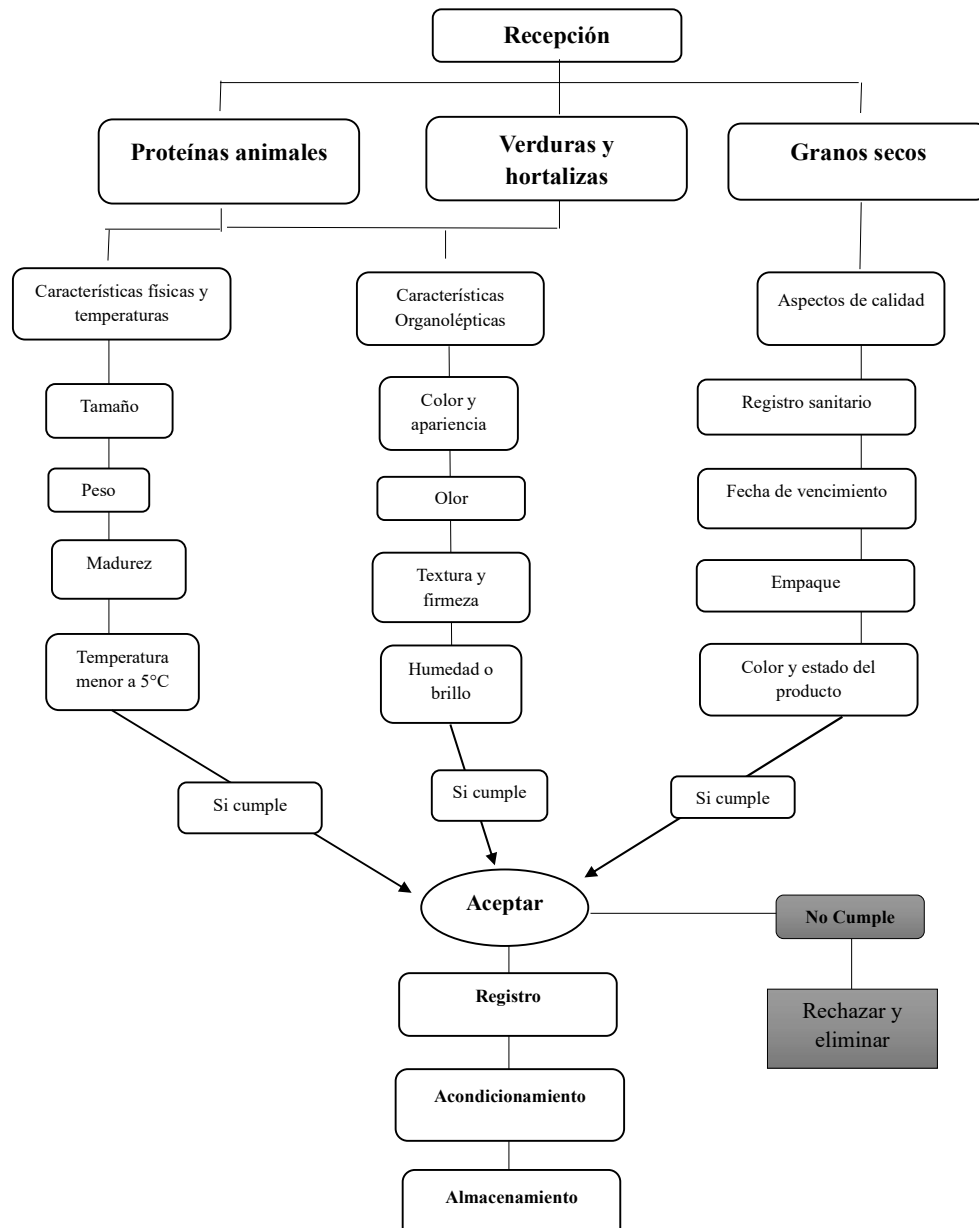 Recepción
Proteínas animales
Verduras y
hortalizas
Granos secos
Características físicas y
temperaturas
Características
Organolépticas
Aspectos de calidad
Tamaño
Color y
apariencia
Registro sanitario
Peso
Olor
Fecha de vencimiento
Madurez
Textura y
firmeza
Empaque
Temperatura
menor a 5°C
Humedad o
brillo
Color y estado del
producto
Si cumple
Si cumple
Si cumple
Aceptar
No Cumple
Registro
Rechazar y
eliminar
Acondicionamiento
Almacenamiento